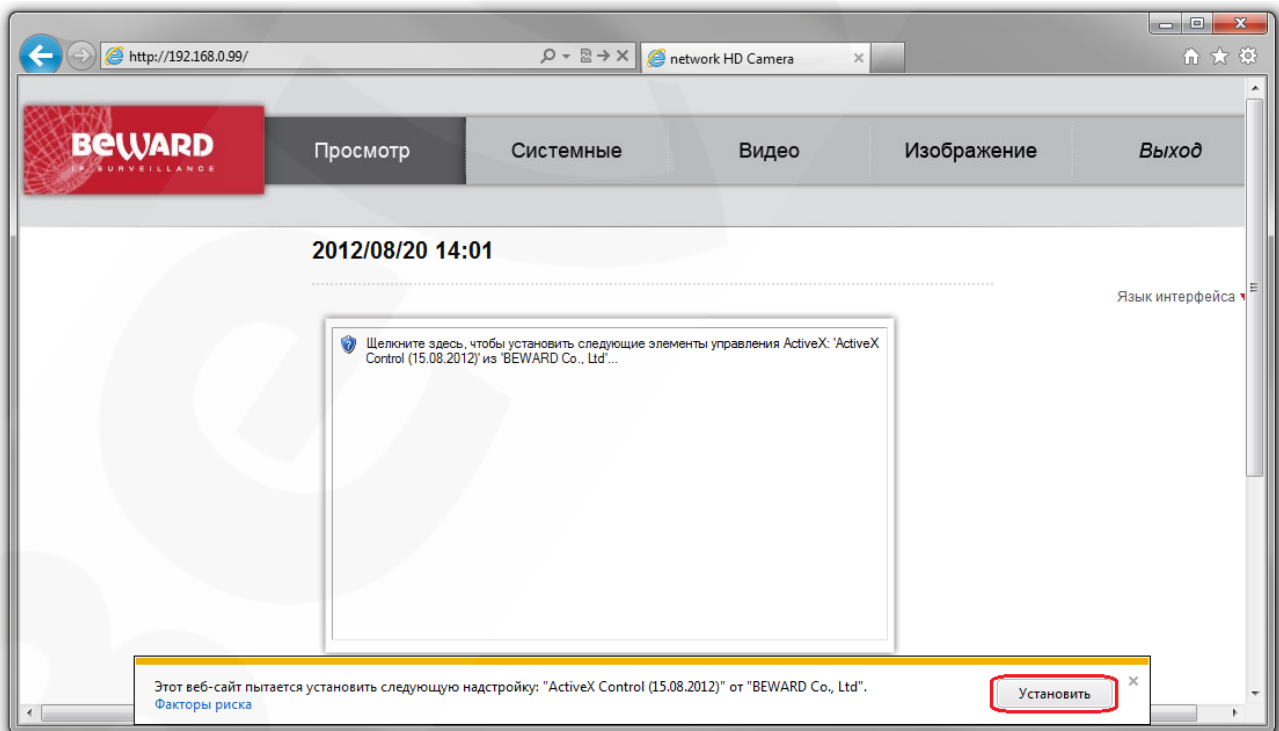 http://192.168.0.99/
network HD Camera
BEWARD
IP SURVEILLANCE
Просмотр
Системные
Видео
Изображение
Выход
2012/08/20 14:01
Язык интерфейса
Щелкните здесь, чтобы установить следующие элементы управления ActiveX: 'ActiveX
Control (15.08.2012)' из 'BEWARD Co., Ltd'...
Этот веб-сайт пытается установить следующую надстройку: "ActiveX Control (15.08.2012)" от "BEWARD Co., Ltd".
Факторы риска
Установить